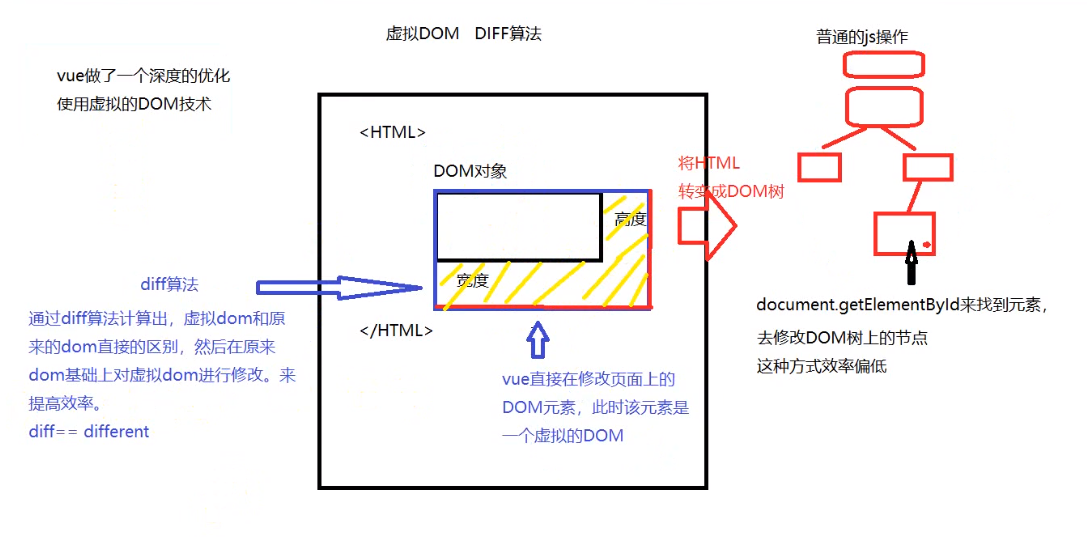 虚拟DOM DIFF算法
普通的js操作
vue做了一个深度的优化
使用虚拟的DOM技术
<HTML>
DOM对象
将HTML
转变成DOM树
高度
宽度
diff算法
通过diff算法计算出，虚拟dom和原
来的dom直接的区别，然后在原来
dom基础上对虚拟dom进行修改。来
提高效率。
diff== different
</HTML>
vue直接在修改页面上的
DOM元素，此时该元素是
一个虚拟的DOM
document.getElementById来找到元素，
去修改DOM树上的节点
这种方式效率偏低